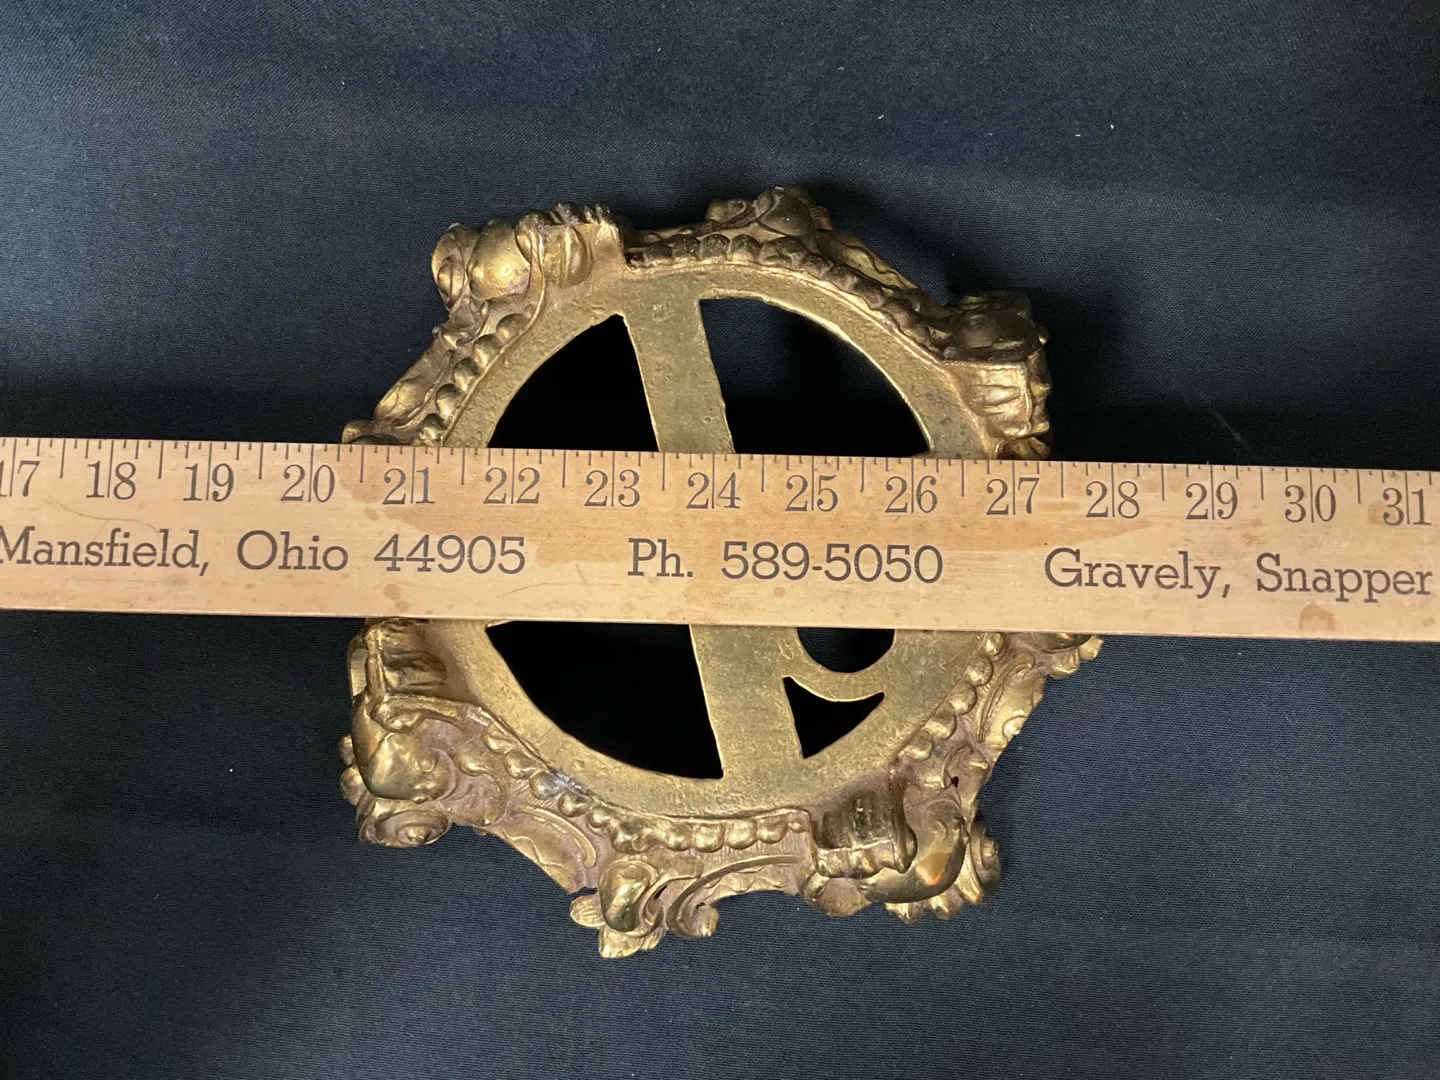 17 18 19 20 21 22 23 24 25 26 27 28 29 30 31
Mansfield, Ohio 44905 Ph. 589-5050 Gravely, Snapper